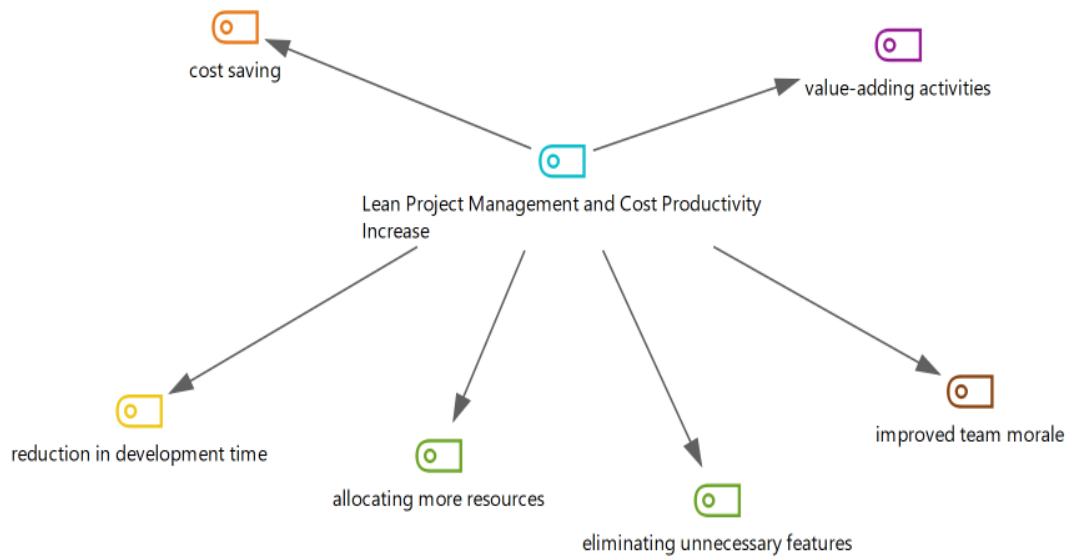 cost saving
value-adding activities
Lean Project Management and Cost Productivity
Increase
improved team morale
reduction in development time
allocating more resources
eliminating unnecessary features